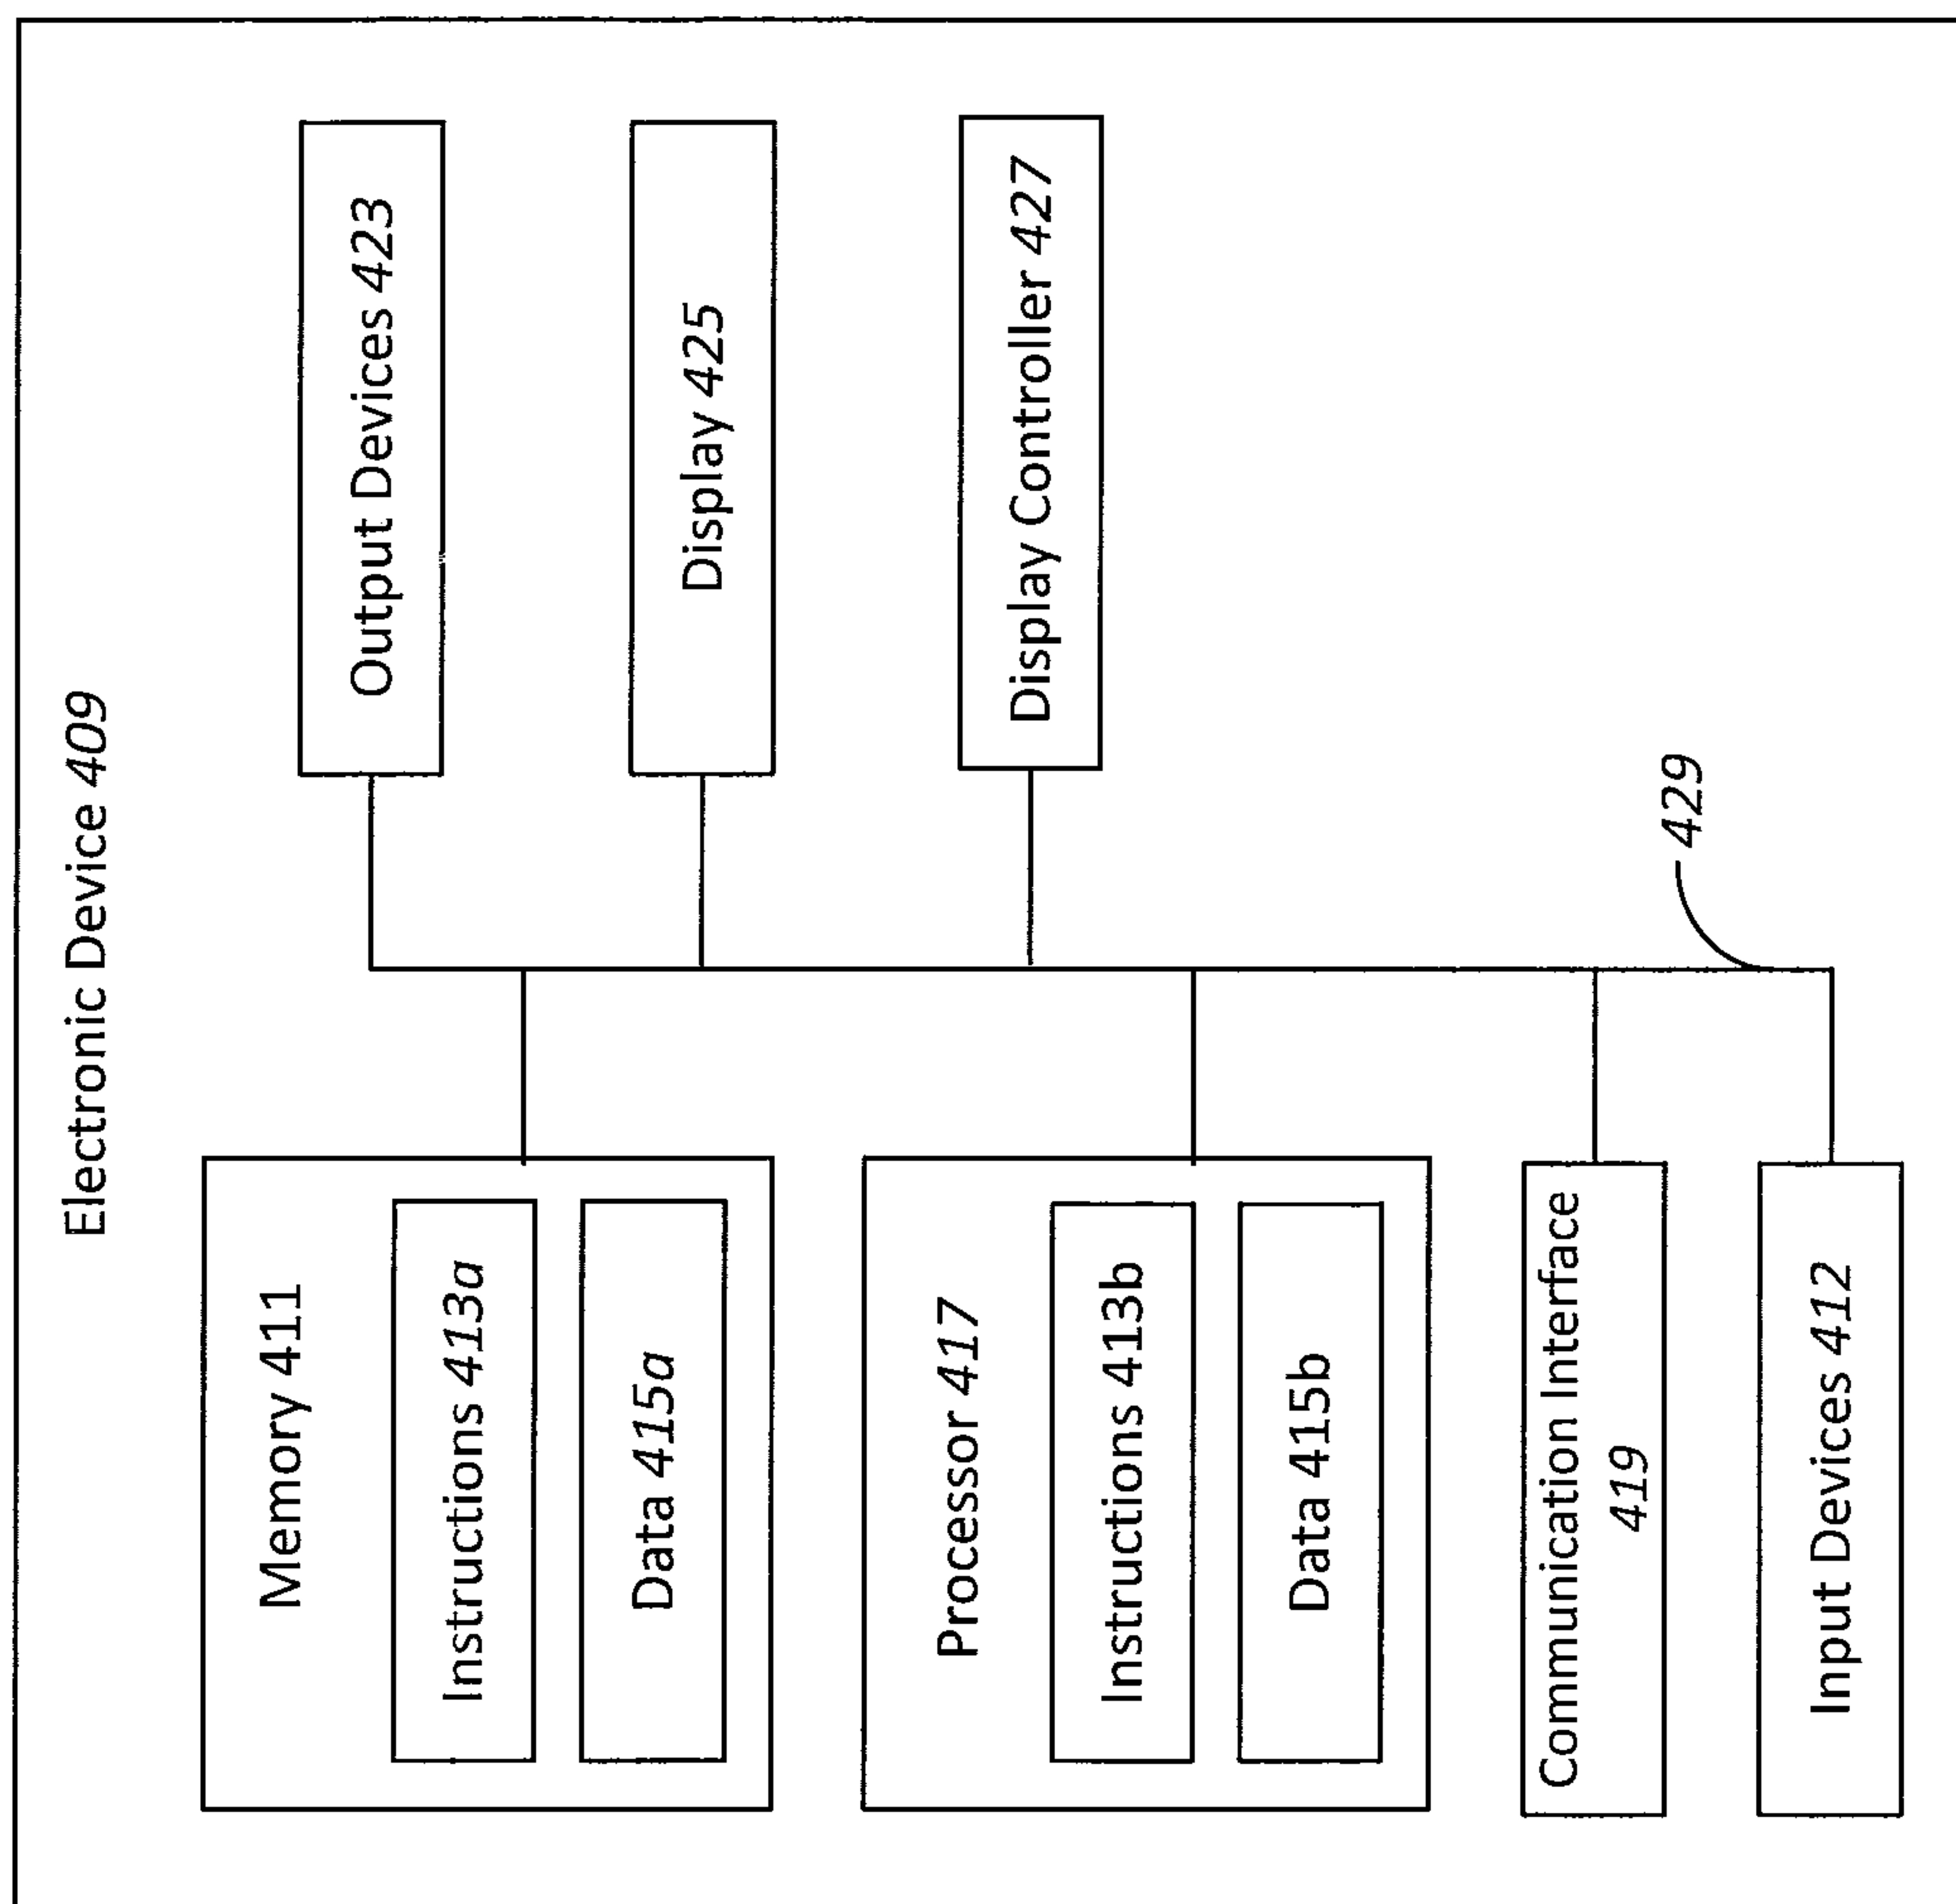 Electronic Device 409
Memory 411
Instructions 413a
Data 415a
Processor 417
Instructions 413b
Data 415b
Communication Interface
419
Input Devices 412
Output Devices 423
Display 425
Display Controller 427
429